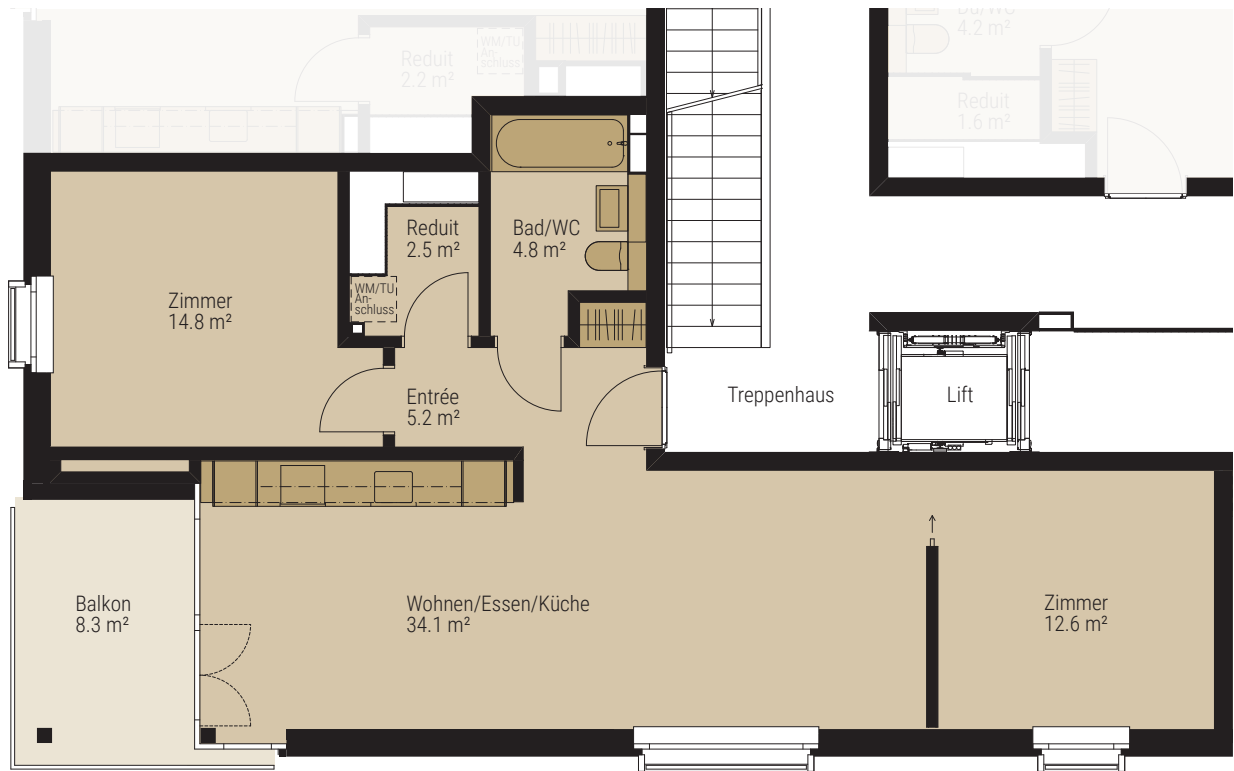 Du/WC
4.2 m²
Reduit
2.2 m²
WM/TU
An-
schluss
Reduit
1.6 m²
Zimmer
14.8 m²
Reduit
2.5 m²
WM/TU
An-
schluss
Bad/WC
4.8 m²
Entrée
5.2 m²
Treppenhaus
Lift
Balkon
8.3 m²
Wohnen/Essen/Küche
34.1 m²
Zimmer
12.6 m²